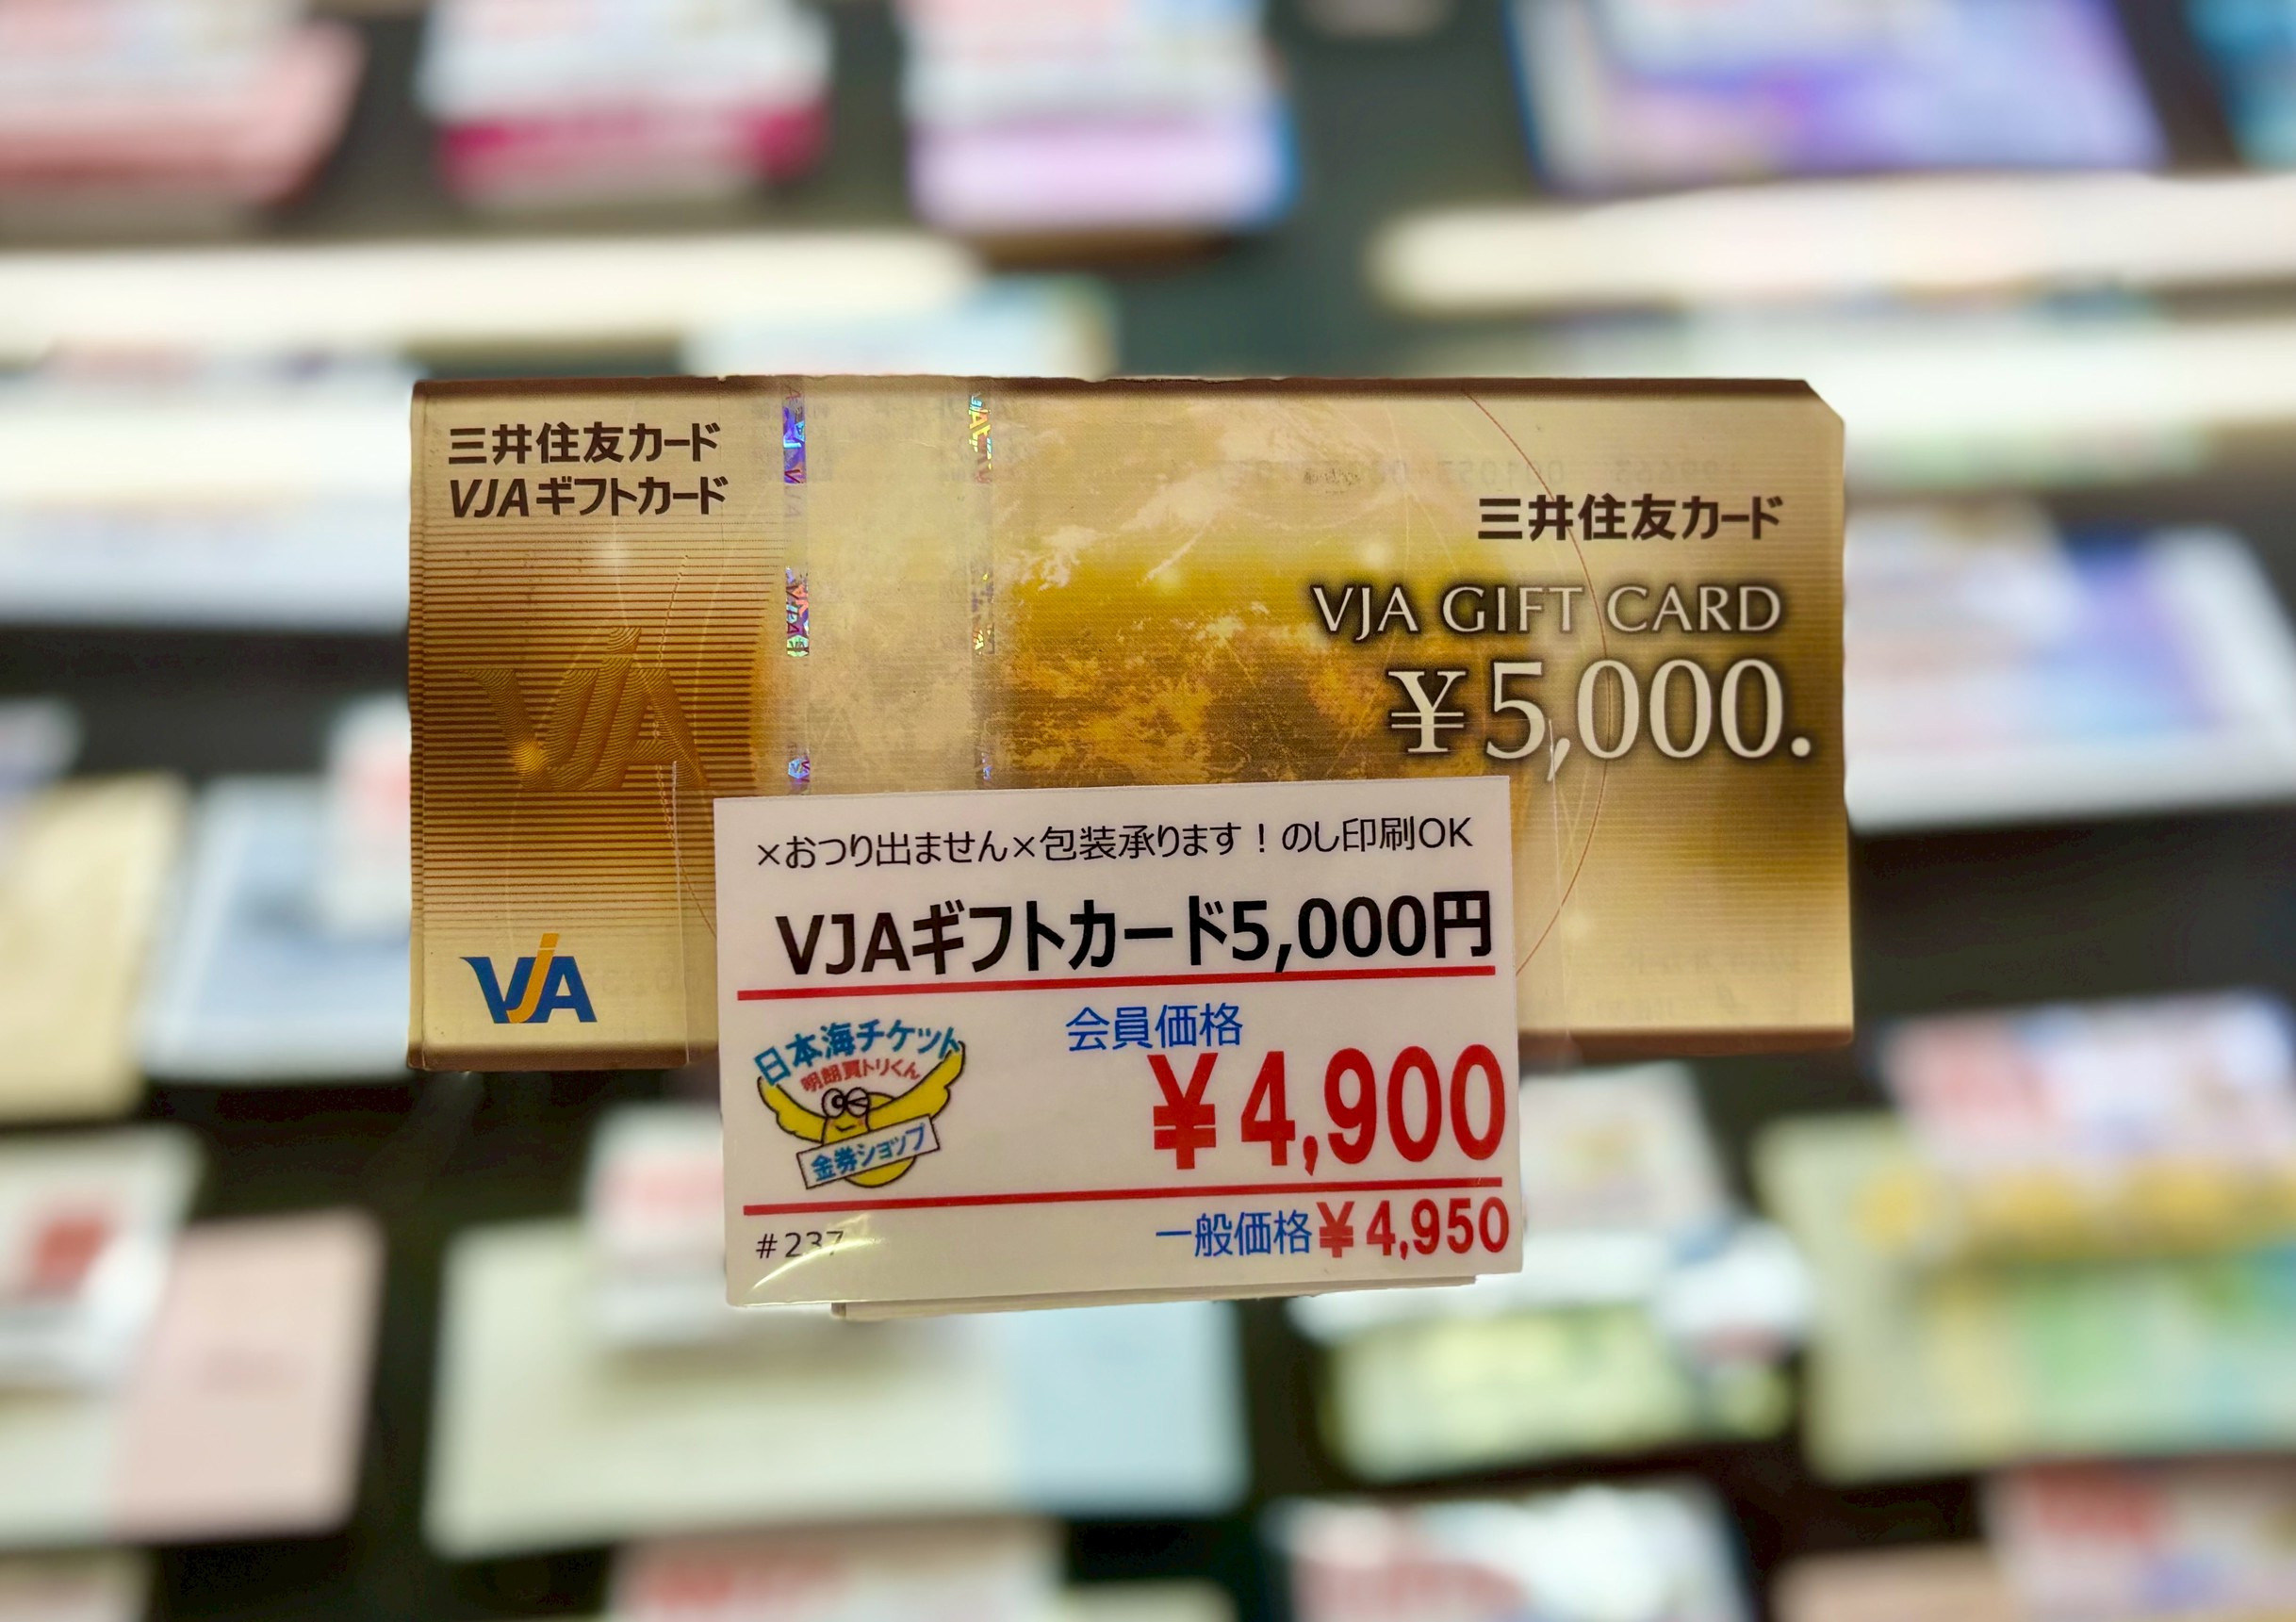 三井住友カード
VJAギフトカード
三井住友カード
VJA GIFT CARD
¥5,000.
VJA
VJA
×おつり出ません×包装承ります！のし印刷OK
VJAギフトカード5,000円
会員価格
¥4,900
日本海チケット
明朗買トリくん
金券ショップ
一般価格¥4,950
#237